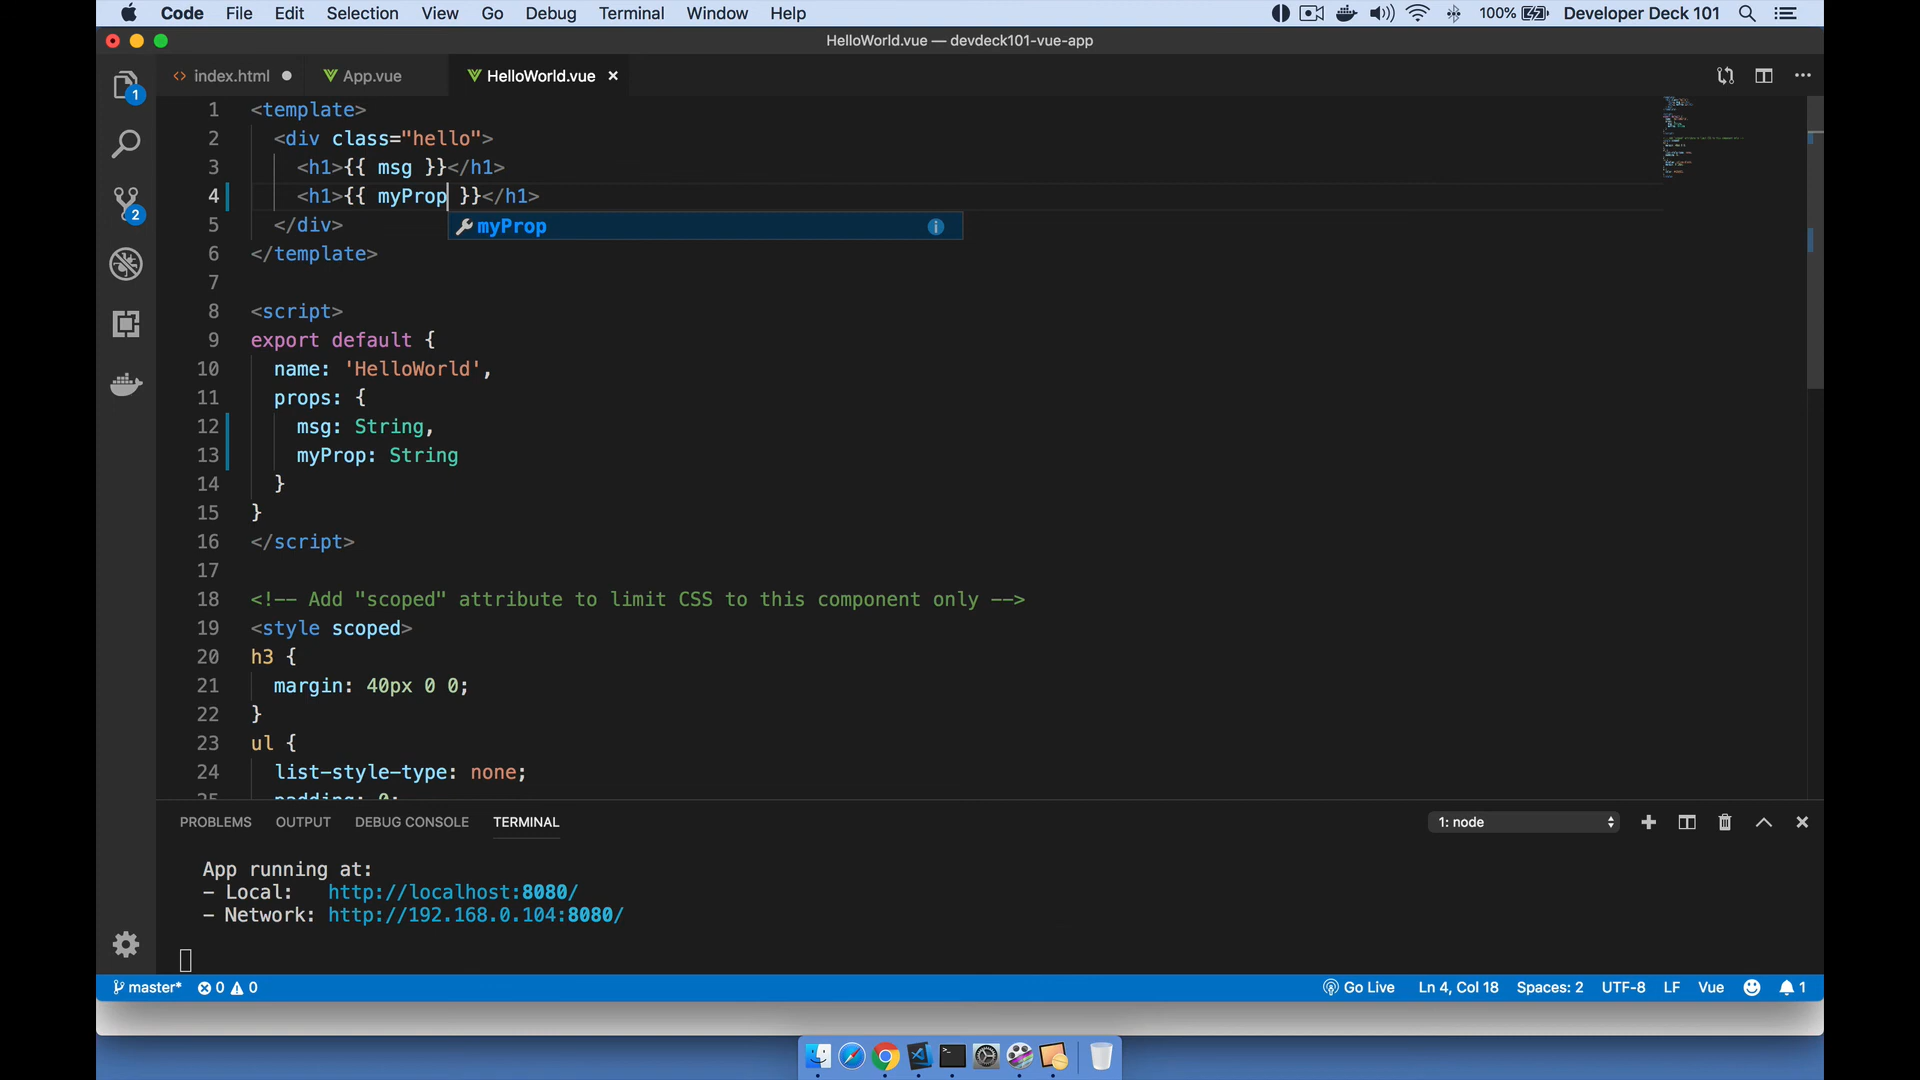 Code File Edit Selection View Go Debug Terminal Window Help 100% Developer Deck 101
HelloWorld.vue — devdeck101-vue-app
index.html App.vue HelloWorld.vue
1 <template>
2 <div class="hello">
3 <h1>{{ msg }}</h1>
4 <h1>{{ myProp }}</h1>
myProp
5 </div>
6 </template>
7
8 <script>
9 export default {
10 name: 'HelloWorld',
11 props: {
12 msg: String,
13 myProp: String
14 }
15 }
16 </script>
17
18 <!-- Add "scoped" attribute to limit CSS to this component only -->
19 <style scoped>
20 h3 {
21 margin: 40px 0 0;
22 }
23 ul {
24 list-style-type: none;
25 padding: 0;
1
2
PROBLEMS OUTPUT DEBUG CONSOLE TERMINAL 1: node
App running at:
- Local: http://localhost:8080/
- Network: http://192.168.0.104:8080/
master* 0 0 Go Live Ln 4, Col 18 Spaces: 2 UTF-8 LF Vue 1